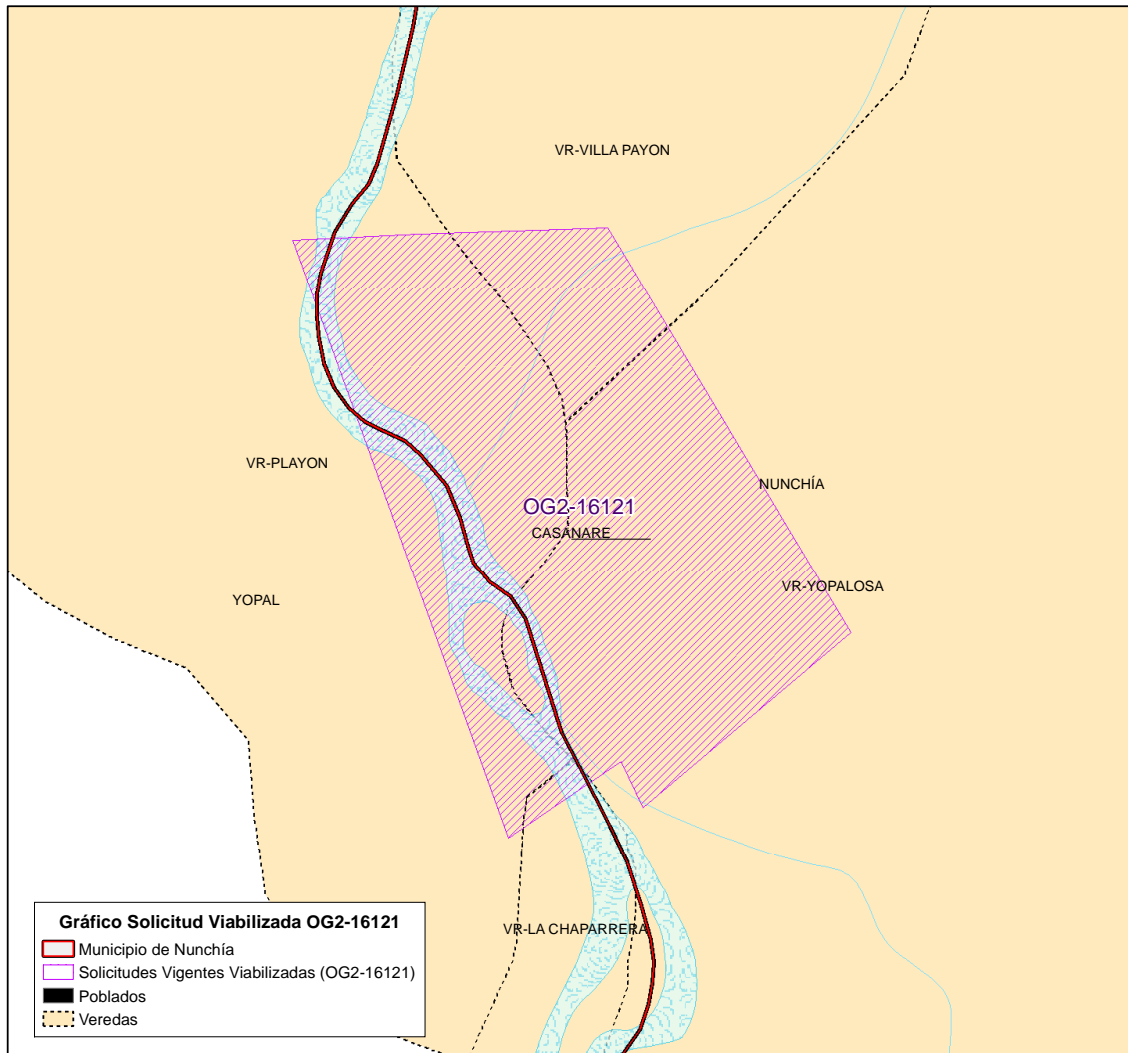 VR-VILLA PAYON
VR-PLAYON
NUNCHÍA
OG2-16121
CASANARE
VR-YOPALOSA
YOPAL
VR-LA CHAPARRERA
Gráfico Solicitud Viabilizada OG2-16121
Municipio de Nunchía
Solicitudes Vigentes Viabilizadas (OG2-16121)
Poblados
Veredas